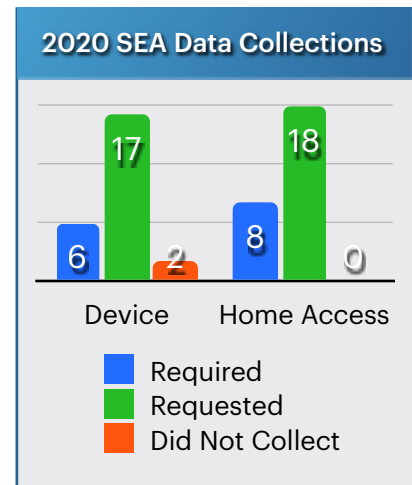 2020 SEA Data Collections
6 17 2 8 18 0
Device Home Access
Required
Requested
Did Not Collect